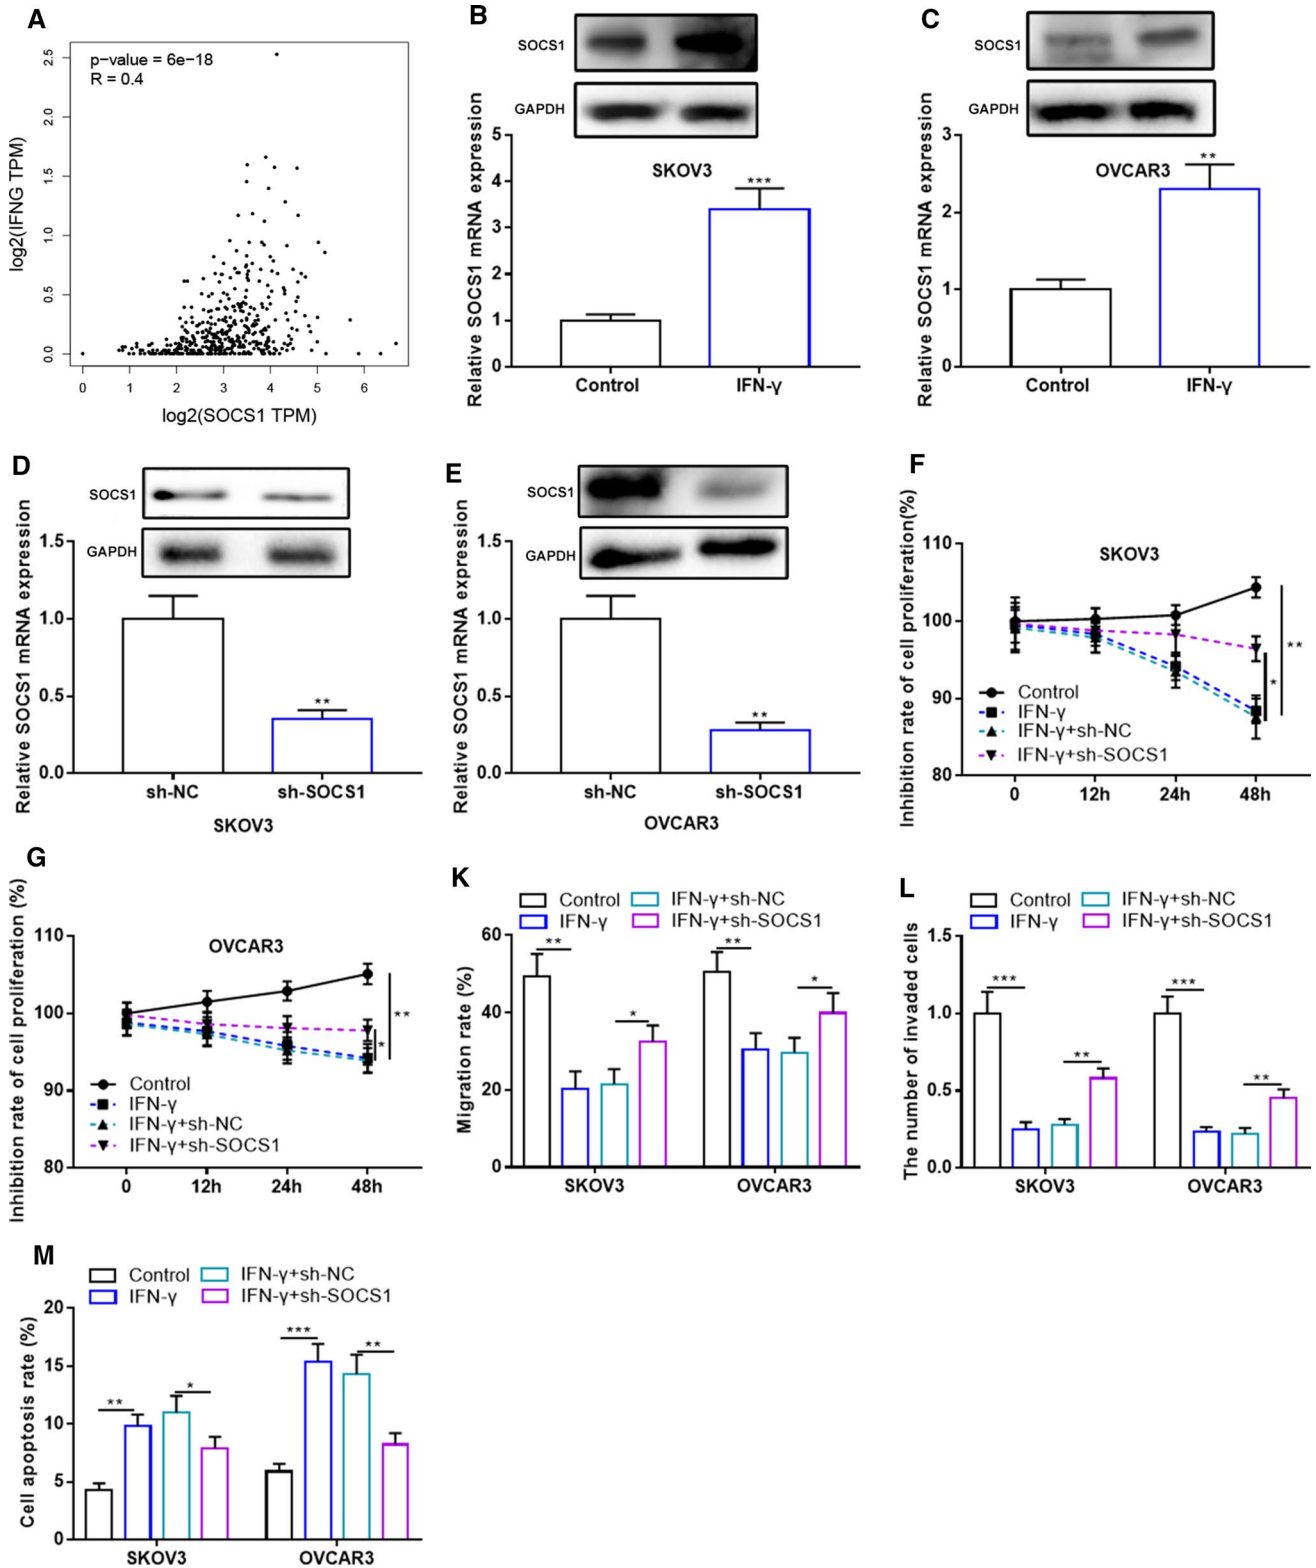 A
p-value = 6e−18
R = 0.4
log2(IFNG TPM)
2.5
2.0
1.5
1.0
0.5
0.0
0 1 2 3 4 5 6
log2(SOCS1 TPM)
B
SOCS1
GAPDH
Relative SOCS1 mRNA expression
SKOV3
5
4
3
2
1
0
***
Control IFN-γ
C
SOCS1
GAPDH
Relative SOCS1 mRNA expression
OVCAR3
3
2
1
0
**
Control IFN-γ
D
SOCS1
GAPDH
Relative SOCS1 mRNA expression
1.5
1.0
0.5
0.0
**
sh-NC sh-SOCS1
SKOV3
E
SOCS1
GAPDH
Relative SOCS1 mRNA expression
1.5
1.0
0.5
0.0
**
sh-NC sh-SOCS1
OVCAR3
F
Inhibition rate of cell proliferation(%)
SKOV3
110
100
90
80
Control
IFN-γ
IFN-γ+sh-NC
IFN-γ+sh-SOCS1
*
**
0 12h 24h 48h
G
Inhibition rate of cell proliferation (%)
OVCAR3
110
100
90
80
Control
IFN-γ
IFN-γ+sh-NC
IFN-γ+sh-SOCS1
*
**
0 12h 24h 48h
K
Control IFN-γ+sh-NC
IFN-γ IFN-γ+sh-SOCS1
Migration rate (%)
60
40
20
0
** * ** *
SKOV3 OVCAR3
L
Control IFN-γ+sh-NC
IFN-γ IFN-γ+sh-SOCS1
The number of invaded cells
1.5
1.0
0.5
0.0
*** ** *** **
SKOV3 OVCAR3
M
Control IFN-γ+sh-NC
IFN-γ IFN-γ+sh-SOCS1
Cell apoptosis rate (%)
20
15
10
5
0
** * *** **
SKOV3 OVCAR3